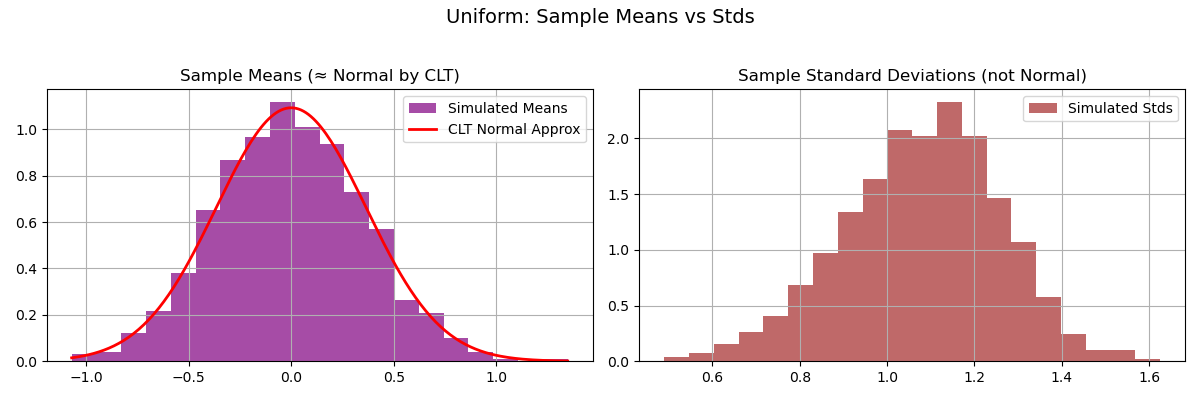 Uniform: Sample Means vs Stds
Sample Means (≈ Normal by CLT)
Simulated Means
CLT Normal Approx
1.0
0.8
0.6
0.4
0.2
0.0
−1.0 −0.5 0.0 0.5 1.0
Sample Standard Deviations (not Normal)
Simulated Stds
2.0
1.5
1.0
0.5
0.0
0.6 0.8 1.0 1.2 1.4 1.6